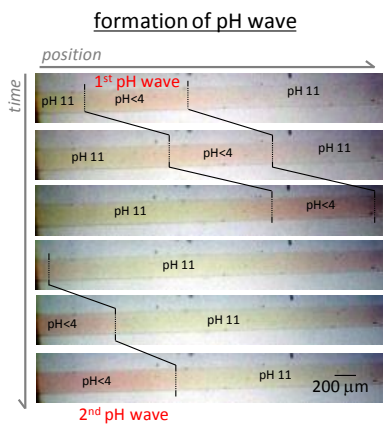 formation of pH wave
position
time
1st pH wave
pH 11 pH<4 pH 11
pH 11 pH<4 pH 11
pH 11 pH<4
pH 11
pH<4 pH 11
pH<4 pH 11
200 μm
2nd pH wave